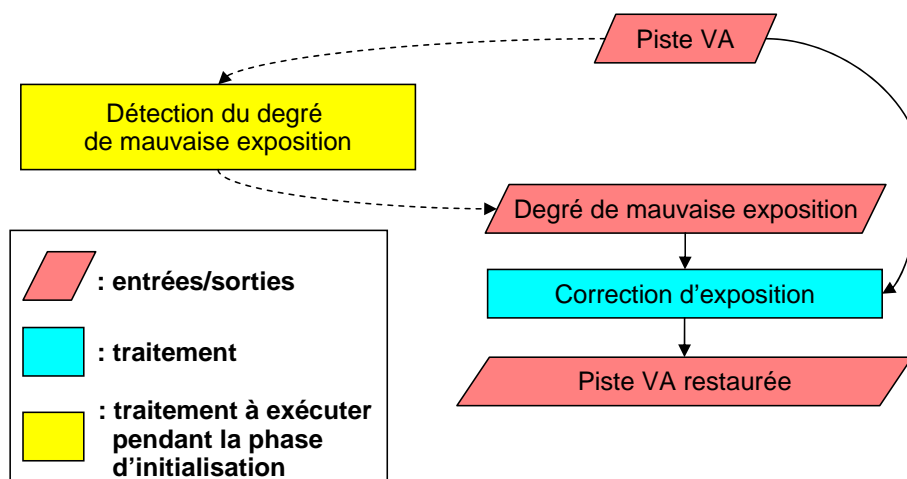 Piste VA
Détection du degré
de mauvaise exposition
Degré de mauvaise exposition
Correction d’exposition
Piste VA restaurée
: entrées/sorties
: traitement
: traitement à exécuter
pendant la phase
d’initialisation